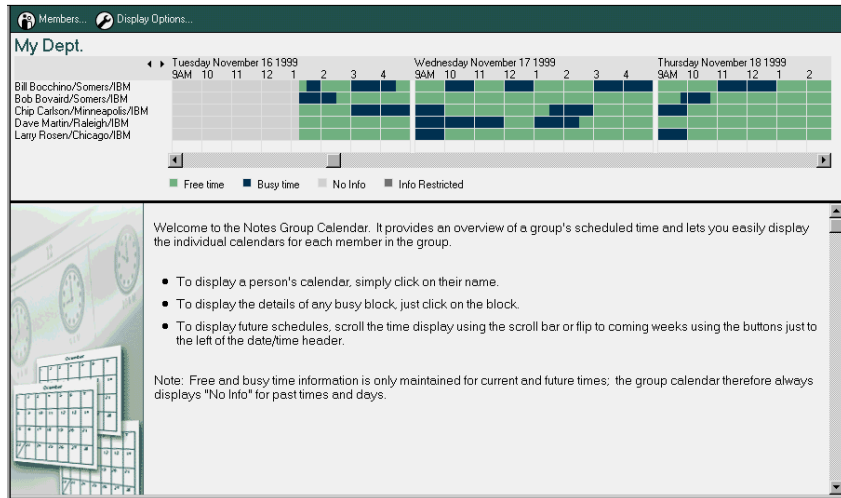 Members... Display Options...
My Dept.
Tuesday November 16 1999 Wednesday November 17 1999 Thursday November 18 1999
9AM 10 11 12 1 2 3 4 9AM 10 11 12 1 2 3 4 9AM 10 11 12 1 2
Bill Bocchino/Somers/IBM
Bob Bovaird/Somers/IBM
Chip Carlson/Minneapolis/IBM
Dave Martin/Raleigh/IBM
Larry Rosen/Chicago/IBM
Free time Busy time No Info Info Restricted
Welcome to the Notes Group Calendar. It provides an overview of a group's scheduled time and lets you easily display
the individual calendars for each member in the group.
To display a person's calendar, simply click on their name.
To display the details of any busy block, just click on the block.
To display future schedules, scroll the time display using the scroll bar or flip to coming weeks using the buttons just to
the left of the date/time header.
Note: Free and busy time information is only maintained for current and future times; the group calendar therefore always
displays "No Info" for past times and days.